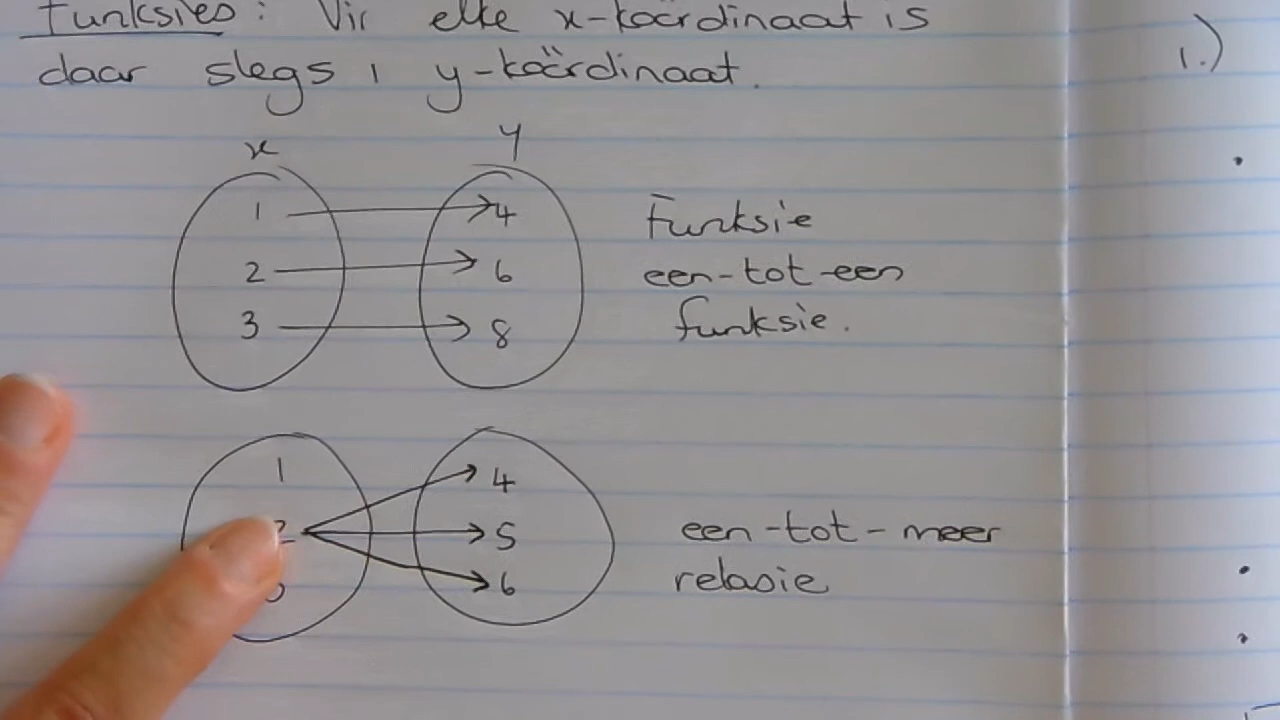 Funksies: Vir elke x-koördinaat is
daar slegs 1 y-koördinaat.
1.)
x y
1 4
2 6
3 8
Funksie
een-tot-een
funksie.
1 4
2 5
6
een-tot-meer
relasie